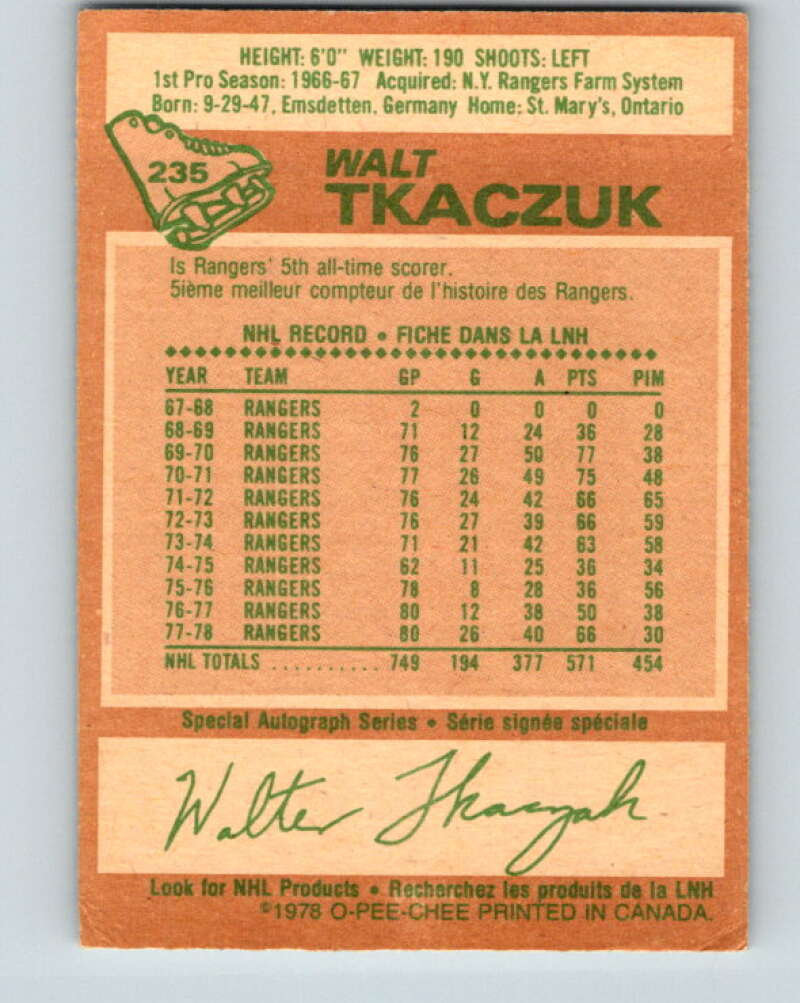 HEIGHT: 6'0" WEIGHT: 190 SHOOTS: LEFT
1st Pro Season: 1966-67 Acquired: N.Y. Rangers Farm System
Born: 9-29-47, Emsdetten, Germany Home: St. Mary's, Ontario
235
WALT
TKACZUK
Is Rangers' 5th all-time scorer.
5ième meilleur compteur de l'histoire des Rangers.
NHL RECORD • FICHE DANS LA LNH
YEAR TEAM GP G A PTS PIM
67-68 RANGERS 2 0 0 0 0
68-69 RANGERS 71 12 24 36 28
69-70 RANGERS 76 27 50 77 38
70-71 RANGERS 77 26 49 75 48
71-72 RANGERS 76 24 42 66 65
72-73 RANGERS 76 27 39 66 59
73-74 RANGERS 71 21 42 63 58
74-75 RANGERS 62 11 25 36 34
75-76 RANGERS 78 8 28 36 56
76-77 RANGERS 80 12 38 50 38
77-78 RANGERS 80 26 40 66 30
NHL TOTALS .......... 749 194 377 571 454
Special Autograph Series • Série signée spéciale
Walter Tkaczuk
Look for NHL Products • Recherchez les produits de la LNH
©1978 O-PEE-CHEE PRINTED IN CANADA.